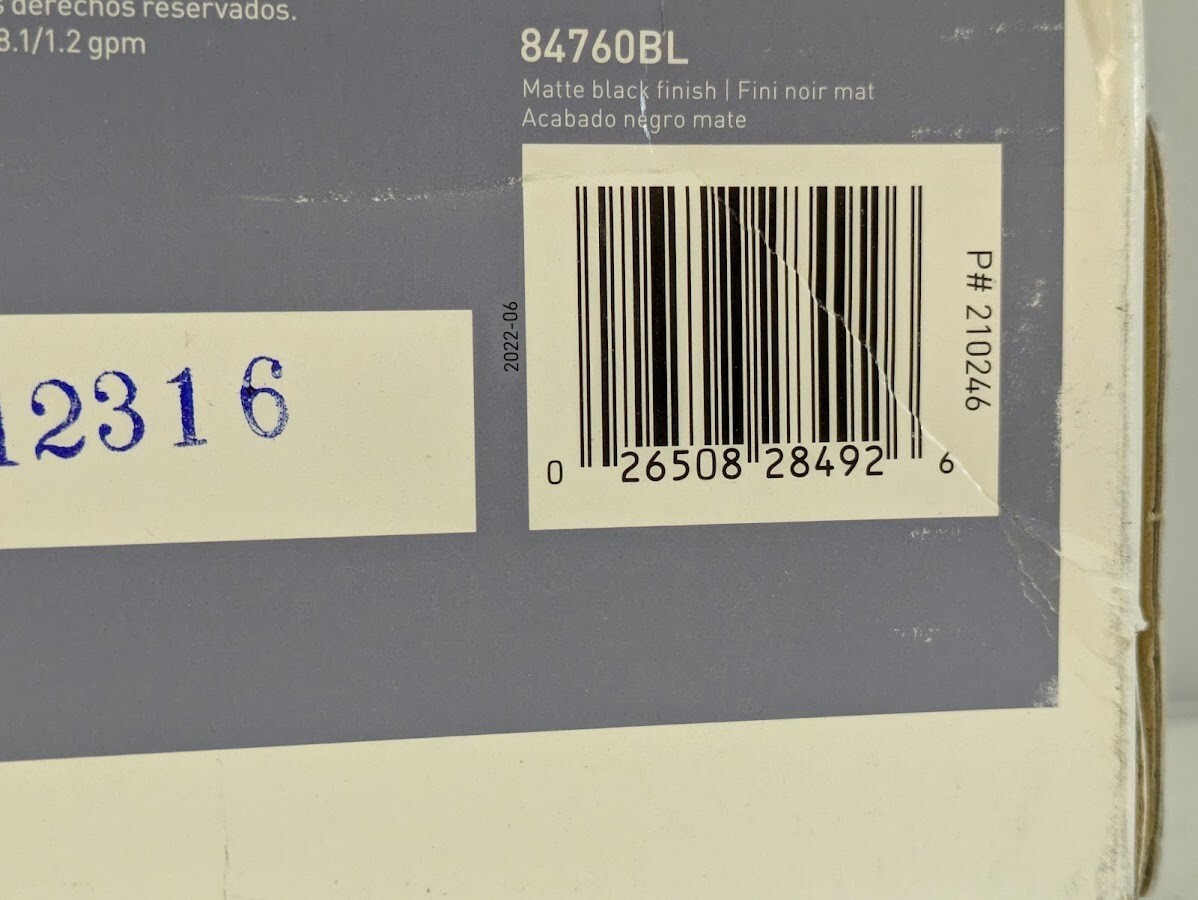 derechos reservados.
8.1/1.2 gpm
84760BL
Matte black finish | Fini noir mat
Acabado negro mate
2022-06
P# 210246
12316
0 26508 28492 6